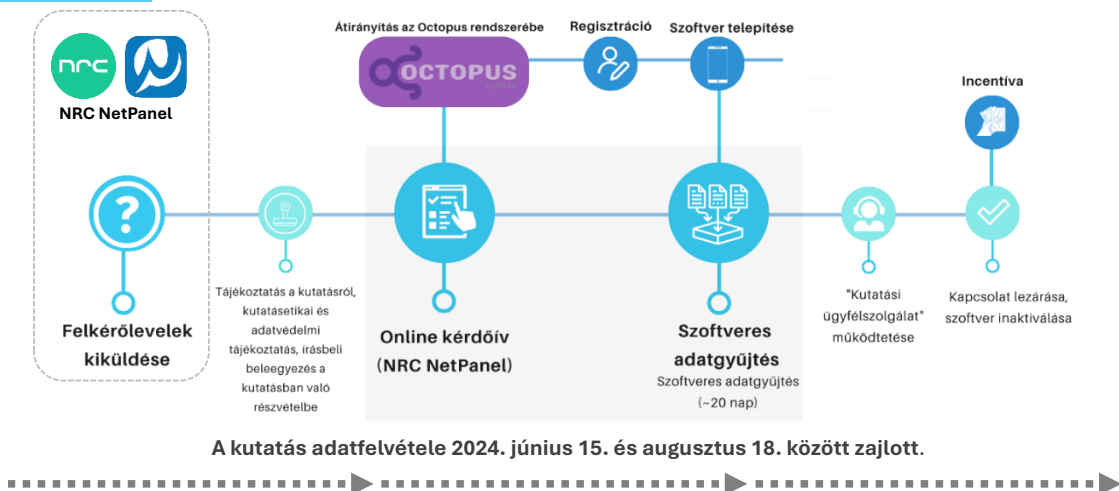 nrc
NRC NetPanel
Felkérőlevelek
kiküldése
Tájékoztatás a kutatásról,
kutatásetikai és
adatvédelmi
tájékoztatás, írásbeli
beleegyezés a
kutatásban való
részvételbe
Átirányítás az Octopus rendszerébe
OCTOPUS
Regisztráció
Szoftver telepítése
Online kérdőív
(NRC NetPanel)
Szoftveres
adatgyűjtés
Szoftveres adatgyűjtés
(~20 nap)
"Kutatási
ügyfélszolgálat"
működtetése
Incentíva
Kapcsolat lezárása,
szoftver inaktiválása
A kutatás adatfelvétele 2024. június 15. és augusztus 18. között zajlott.